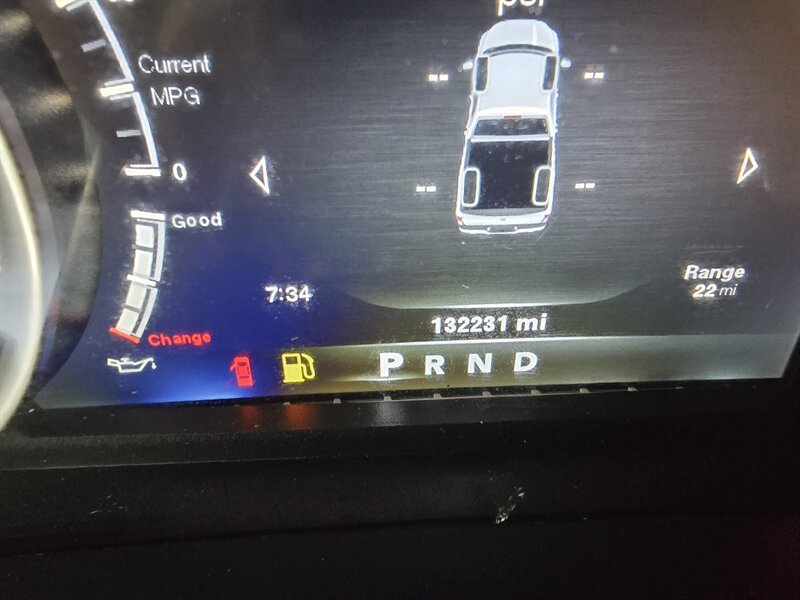 psi
Current
MPG
--
--
0
Good
--
--
Range
22 mi
7:34
132231 mi
Change
P R N D